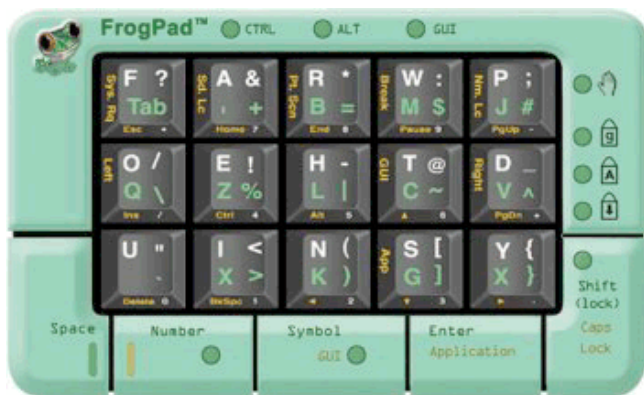 FrogPad™ CTRL ALT GUI
F ? A & R * W : P ;
Sys. Rq Tab Sd. Lc , + Pt. Scn B = Break M $ Nm. Lc J #
Esc Home 7 End 8 Pause 9 PgUp -
O / E ! H - T @ D _
Left Q \ Z % L | GUI C ~ Right V ^
Ins / Ctrl 4 Alt 5 ▲ 6 PgDn +
g
A
U " I < N ( S [ Y {
X > K ) App G ] X }
Delete 0 BkSpc 1 ◄ 2 ▼ 3 ► .
Shift
(lock)
Caps
Lock
Space Number Symbol Enter
GUI Application